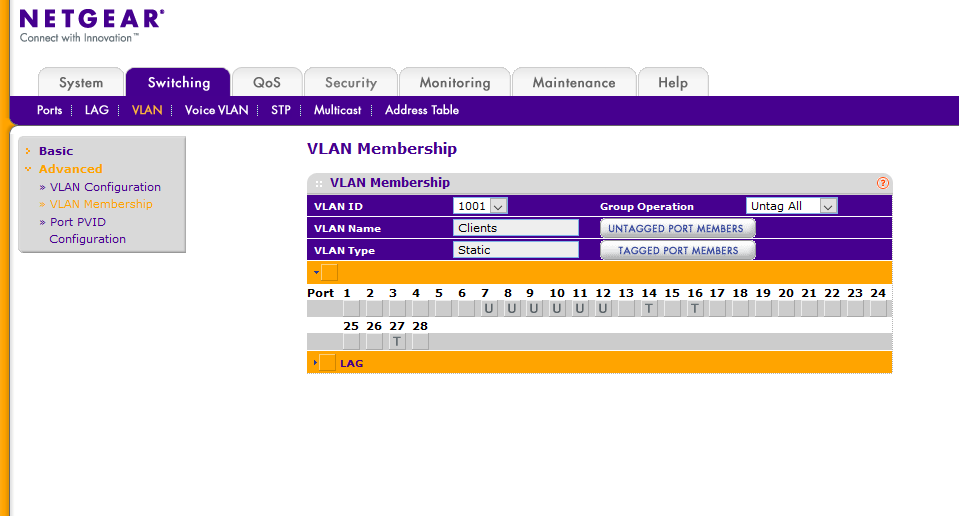 NETGEAR®
Connect with Innovation™
System Switching QoS Security Monitoring Maintenance Help
Ports LAG VLAN Voice VLAN STP Multicast Address Table
Basic
Advanced
» VLAN Configuration
» VLAN Membership
» Port PVID
Configuration
VLAN Membership
VLAN Membership ?
VLAN ID 1001 Group Operation Untag All
VLAN Name Clients UNTAGGED PORT MEMBERS
VLAN Type Static TAGGED PORT MEMBERS
Port 1 2 3 4 5 6 7 8 9 10 11 12 13 14 15 16 17 18 19 20 21 22 23 24
U U U U U U T T
25 26 27 28
T
LAG